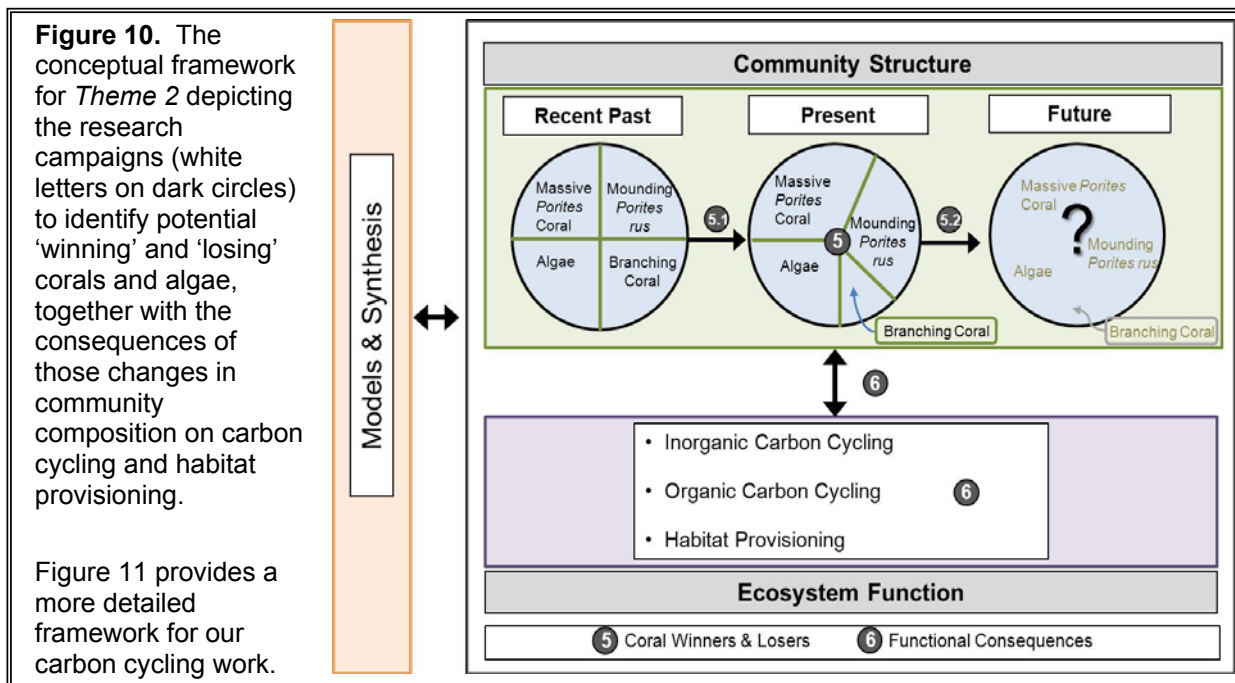 Figure 10. The
conceptual framework
for Theme 2 depicting
the research
campaigns (white
letters on dark circles)
to identify potential
‘winning’ and ‘losing’
corals and algae,
together with the
consequences of
those changes in
community
composition on carbon
cycling and habitat
provisioning.
Figure 11 provides a
more detailed
framework for our
carbon cycling work.
Models & Synthesis
Community Structure
Recent Past
Massive
Porites
Coral
Mounding
Porites
rus
Algae
Branching
Coral
5.1
Present
Massive
Porites
Coral
Mounding
Porites
rus
5
Algae
Branching Coral
5.2
Future
Massive Porites
Coral
?
Mounding
Porites rus
Algae
Branching Coral
6
• Inorganic Carbon Cycling
• Organic Carbon Cycling
6
• Habitat Provisioning
Ecosystem Function
5 Coral Winners & Losers 6 Functional Consequences